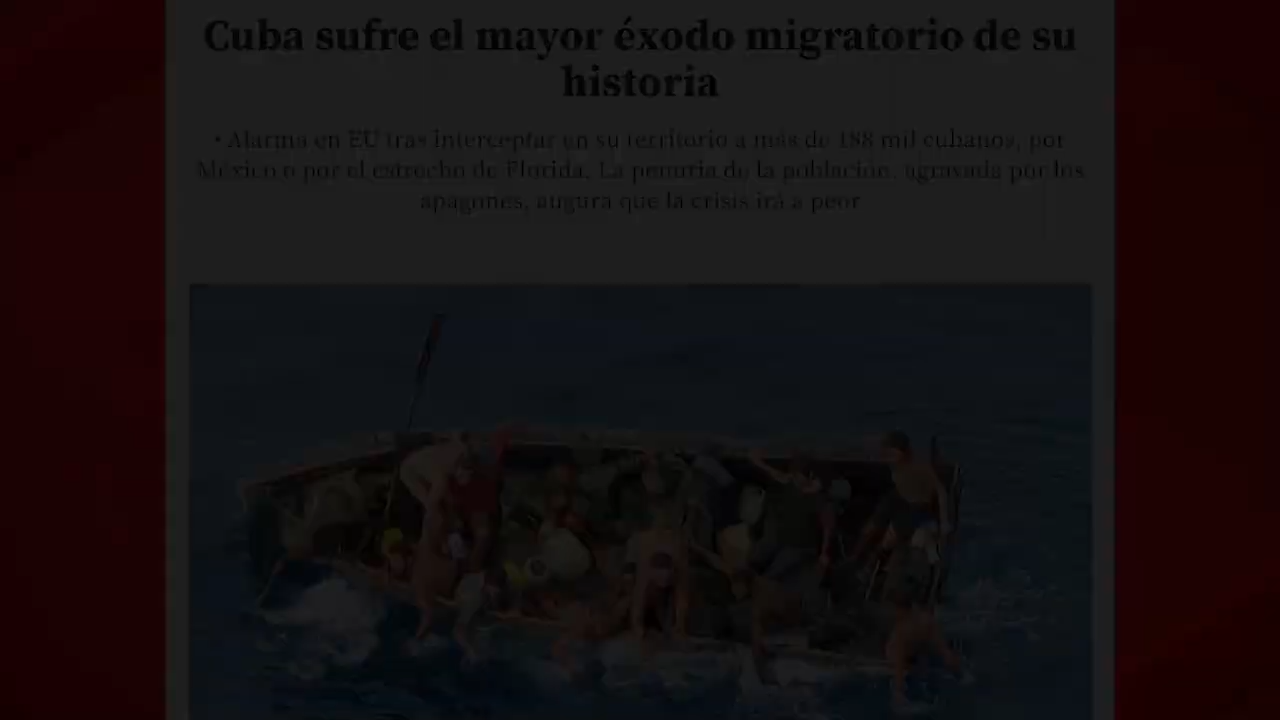 Cuba sufre el mayor éxodo migratorio de su
historia
• Alarma en EU tras interceptar en su territorio a más de 188 mil cubanos, por
México o por el estrecho de Florida. La penuria de la población, agravada por los
apagones, augura que la crisis irá a peor